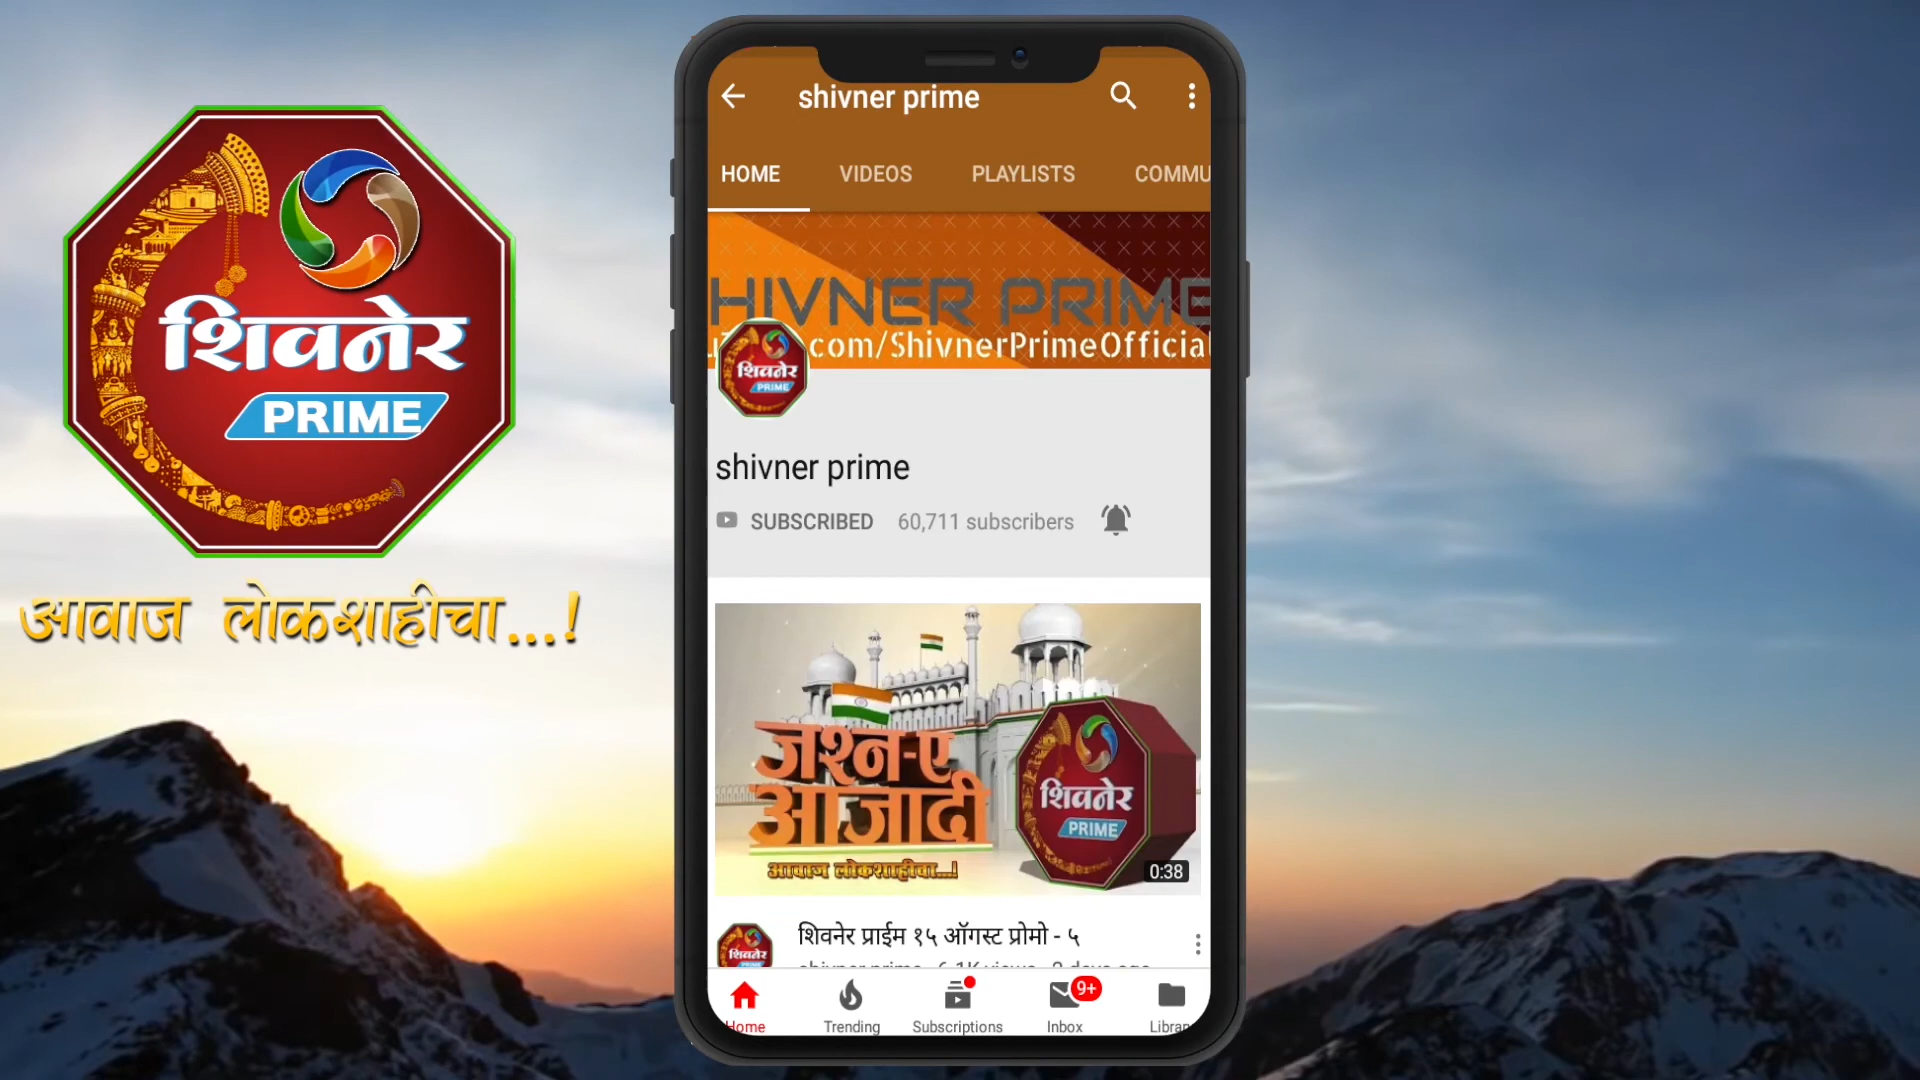 शिवनेर
PRIME
आवाज लोकशाहीचा...!
shivner prime
HOME VIDEOS PLAYLISTS COMMU
HIVNER PRIME
com/ShivnerPrimeOfficial
शिवनेर
PRIME
shivner prime
SUBSCRIBED 60,711 subscribers
जश्न-ए
आजादी
आवाज लोकशाहीचा...!
शिवनेर
PRIME
0:38
शिवनेर प्राईम १५ ऑगस्ट प्रोमो - ५
शिवनेर
Home Trending Subscriptions Inbox Librar
9+